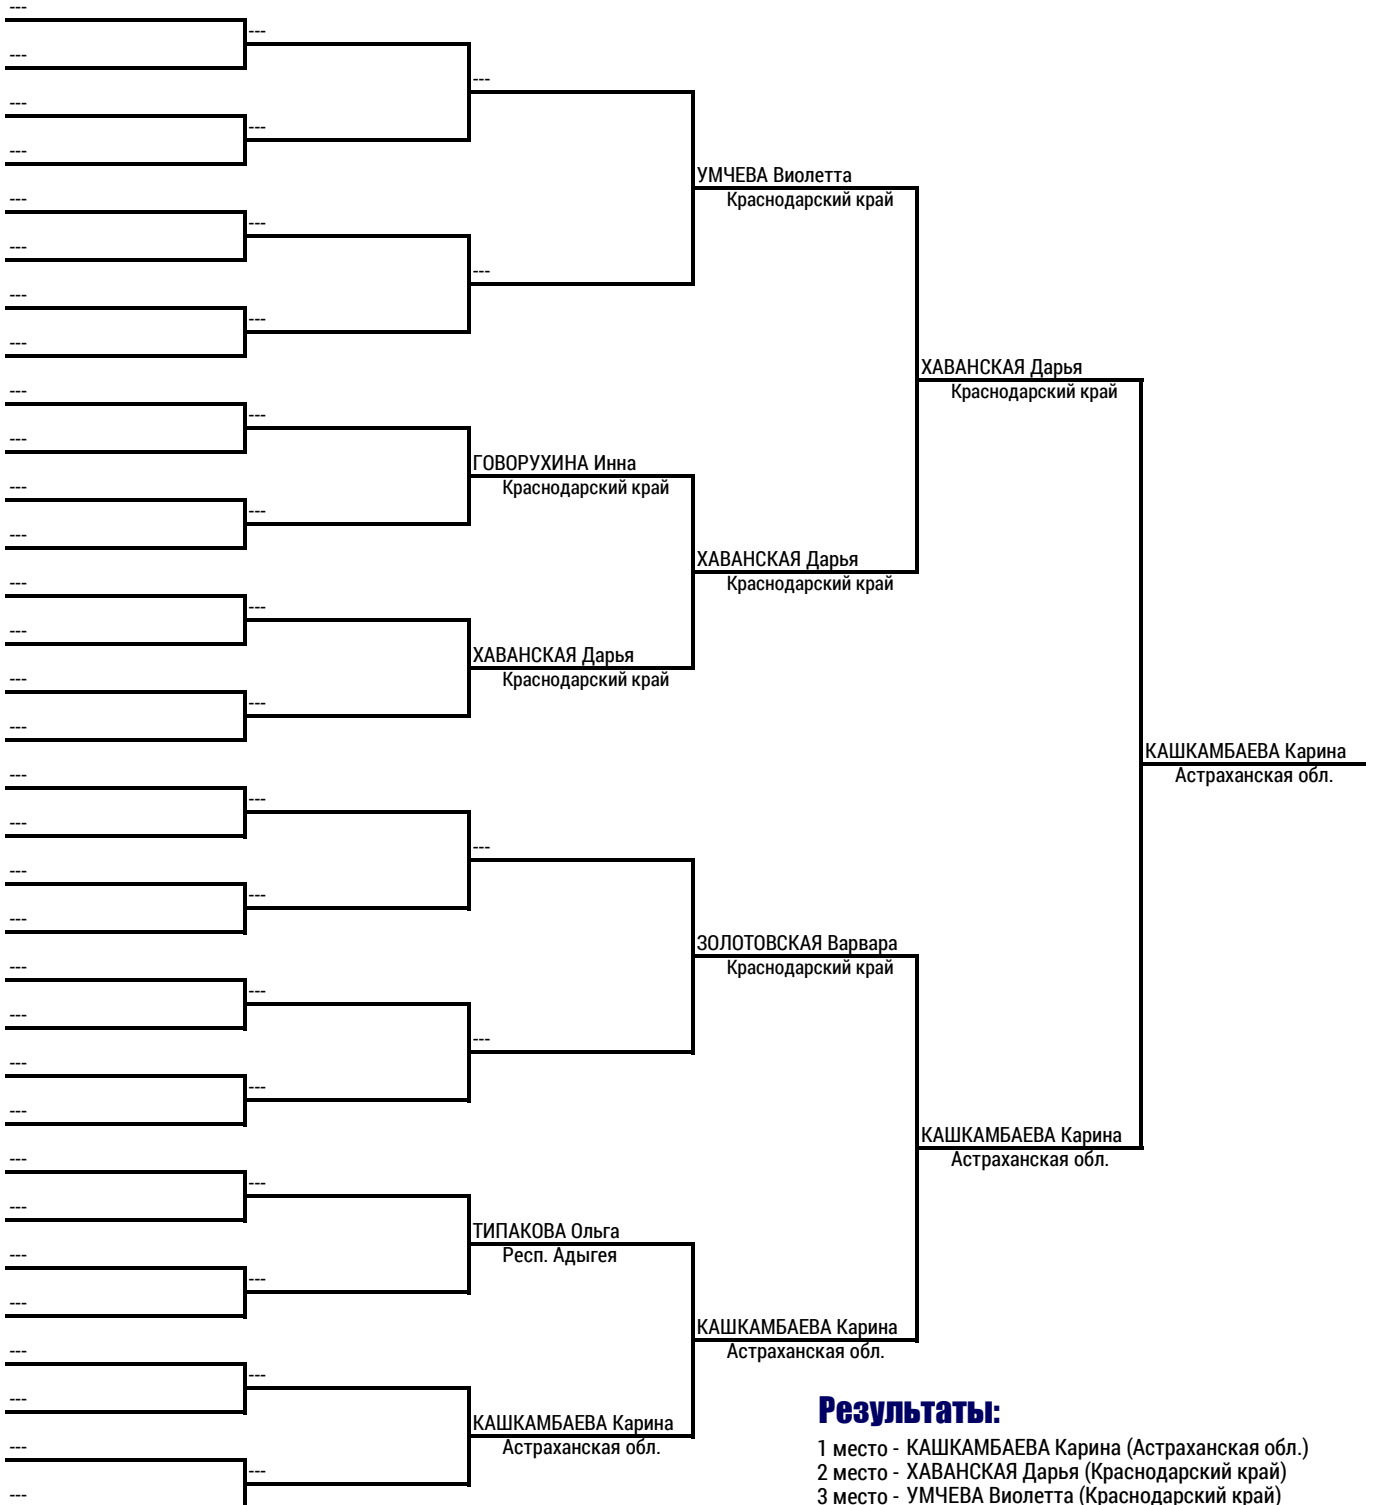 ---
---
---
---
---
---
---
УМЧЕВА Виолетта
Краснодарский край
---
---
---
---
---
---
---
ХАВАНСКАЯ Дарья
Краснодарский край
---
---
---
ГОВОРУХИНА Инна
Краснодарский край
---
---
---
ХАВАНСКАЯ Дарья
Краснодарский край
---
---
---
ХАВАНСКАЯ Дарья
Краснодарский край
---
---
---
КАШКАМБАЕВА Карина
Астраханская обл.
---
---
---
---
---
---
---
ЗОЛОТОВСКАЯ Варвара
Краснодарский край
---
---
---
---
---
---
---
КАШКАМБАЕВА Карина
Астраханская обл.
---
---
---
ТИПАКОВА Ольга
Респ. Адыгея
---
---
---
КАШКАМБАЕВА Карина
Астраханская обл.
---
---
---
КАШКАМБАЕВА Карина
Астраханская обл.
---
---
---
Результаты:
1 место - КАШКАМБАЕВА Карина (Астраханская обл.)
2 место - ХАВАНСКАЯ Дарья (Краснодарский край)
3 место - УМЧЕВА Виолетта (Краснодарский край)